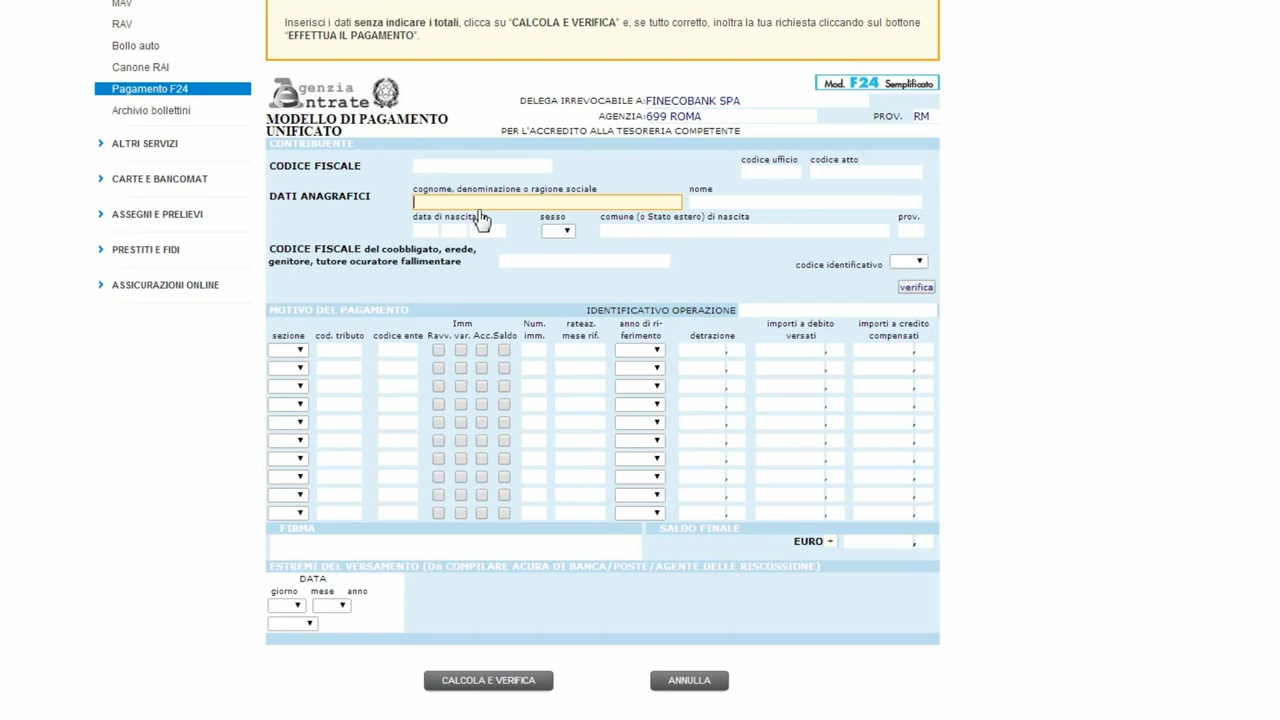 MAV
RAV
Bollo auto
Canone RAI
Pagamento F24
Archivio bollettini
ALTRI SERVIZI
CARTE E BANCOMAT
ASSEGNI E PRELIEVI
PRESTITI E FIDI
ASSICURAZIONI ONLINE
Inserisci i dati senza indicare i totali, clicca su “CALCOLA E VERIFICA” e, se tutto corretto, inoltra la tua richiesta cliccando sul bottone
“EFFETTUA IL PAGAMENTO”.
Agenzia
Entrate
Mod. F24 Semplificato
DELEGA IRREVOCABILE A: FINECOBANK SPA
MODELLO DI PAGAMENTO
UNIFICATO
AGENZIA: 699 ROMA PROV. RM
PER L'ACCREDITO ALLA TESORERIA COMPETENTE
CONTRIBUENTE
CODICE FISCALE
codice ufficio codice atto
DATI ANAGRAFICI
cognome, denominazione o ragione sociale nome
data di nascita sesso comune (o Stato estero) di nascita prov.
CODICE FISCALE del coobbligato, erede,
genitore, tutore ocuratore fallimentare
codice identificativo
verifica
MOTIVO DEL PAGAMENTO IDENTIFICATIVO OPERAZIONE
Imm Num. rateaz. anno di ri- importi a debito importi a credito
sezione cod. tributo codice ente Ravv. var. Acc. Saldo imm. mese rif. ferimento detrazione versati compensati
, , ,
, , ,
, , ,
, , ,
, , ,
, , ,
, , ,
, , ,
, , ,
, , ,
FIRMA SALDO FINALE
EURO + ,
ESTREMI DEL VERSAMENTO (Da COMPILARE ACURA DI BANCA/POSTE/AGENTE DELLE RISCOSSIONE)
DATA
giorno mese anno
CALCOLA E VERIFICA
ANNULLA